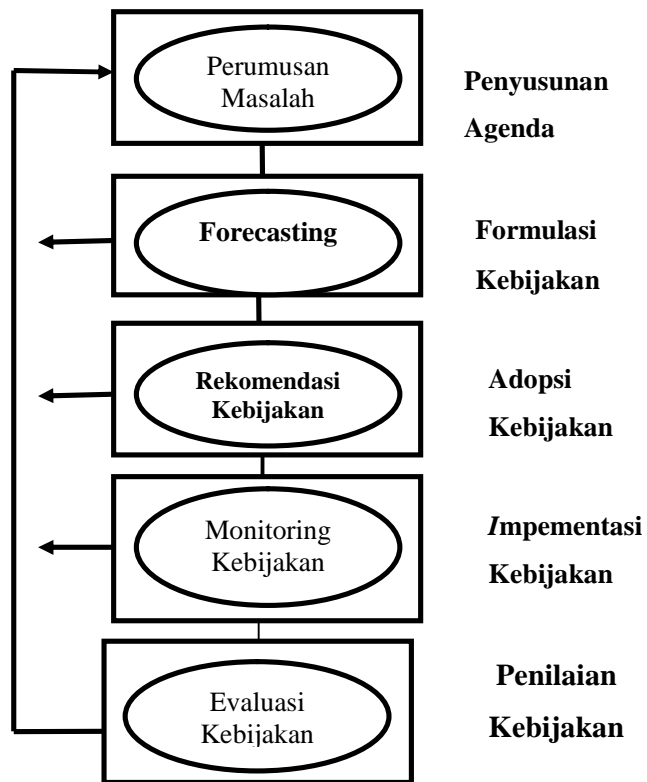 Perumusan
Masalah
Penyusunan
Agenda
Forecasting
Formulasi
Kebijakan
Rekomendasi
Kebijakan
Adopsi
Kebijakan
Monitoring
Kebijakan
Impementasi
Kebijakan
Evaluasi
Kebijakan
Penilaian
Kebijakan